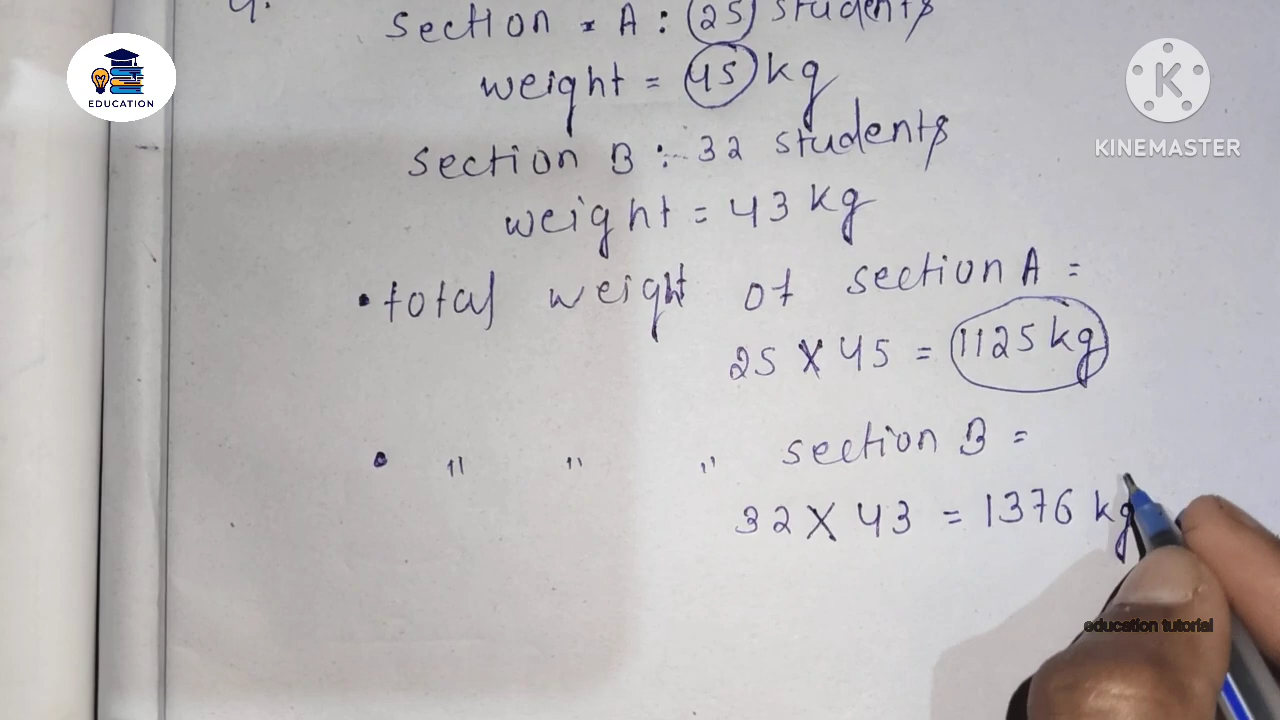 4.
section - A : 25 students
weight = 45 kg
section B :- 32 students
weight = 43 kg
• total weight of section A =
25 X 45 = 1125 kg
• " " " section B =
32 X 43 = 1376 kg
EDUCATION
K
KINEMASTER
education tutorial